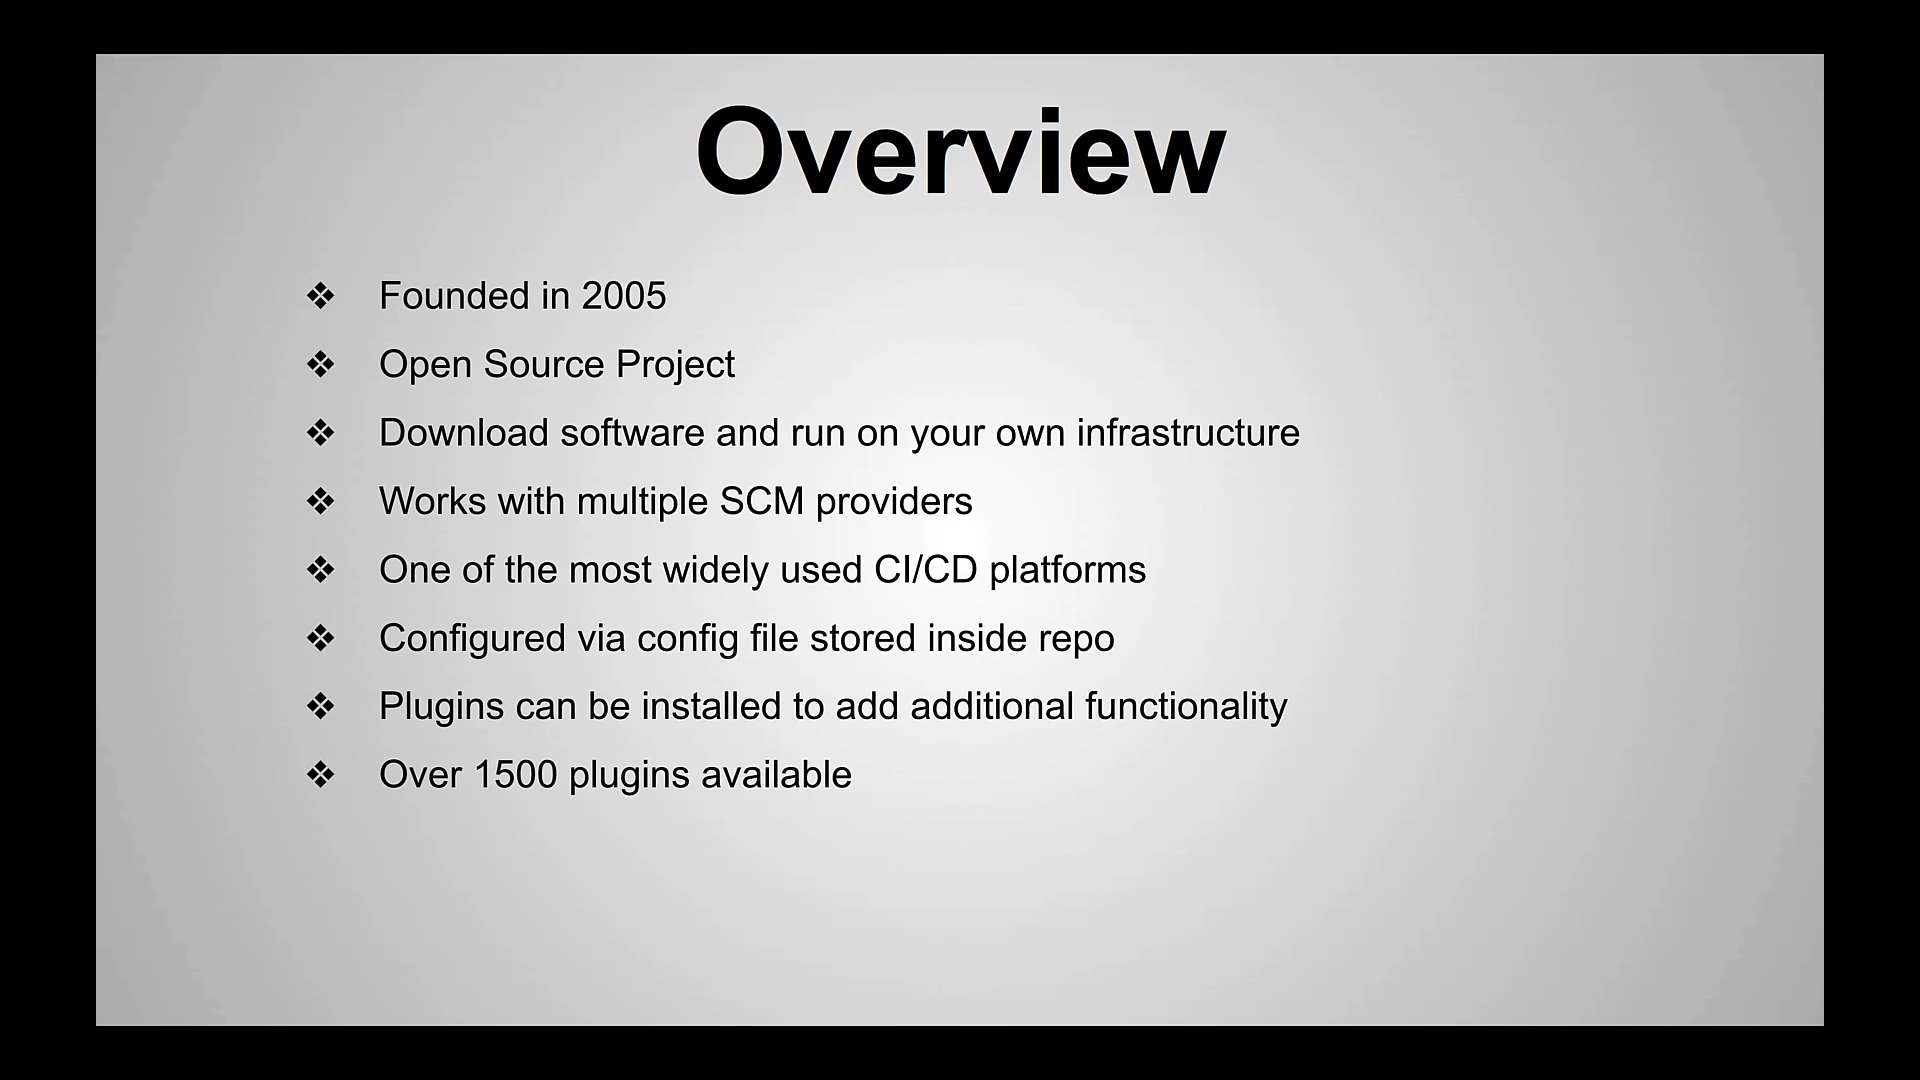 Overview
❖ Founded in 2005
❖ Open Source Project
❖ Download software and run on your own infrastructure
❖ Works with multiple SCM providers
❖ One of the most widely used CI/CD platforms
❖ Configured via config file stored inside repo
❖ Plugins can be installed to add additional functionality
❖ Over 1500 plugins available